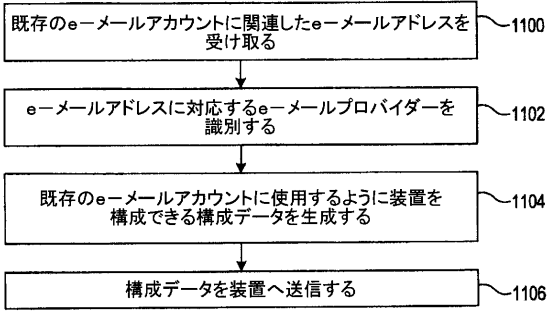 既存のe-メールアカウントに関連したe-メールアドレスを
受け取る
1100
e-メールアドレスに対応するe-メールプロバイダーを
識別する
1102
既存のe-メールアカウントに使用するように装置を
構成できる構成データを生成する
1104
構成データを装置へ送信する
1106